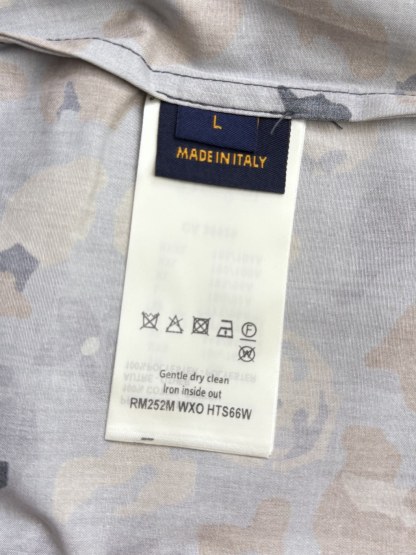 L
MADE IN ITALY
F
W
Gentle dry clean
Iron inside out
RM252M WXO HTS66W